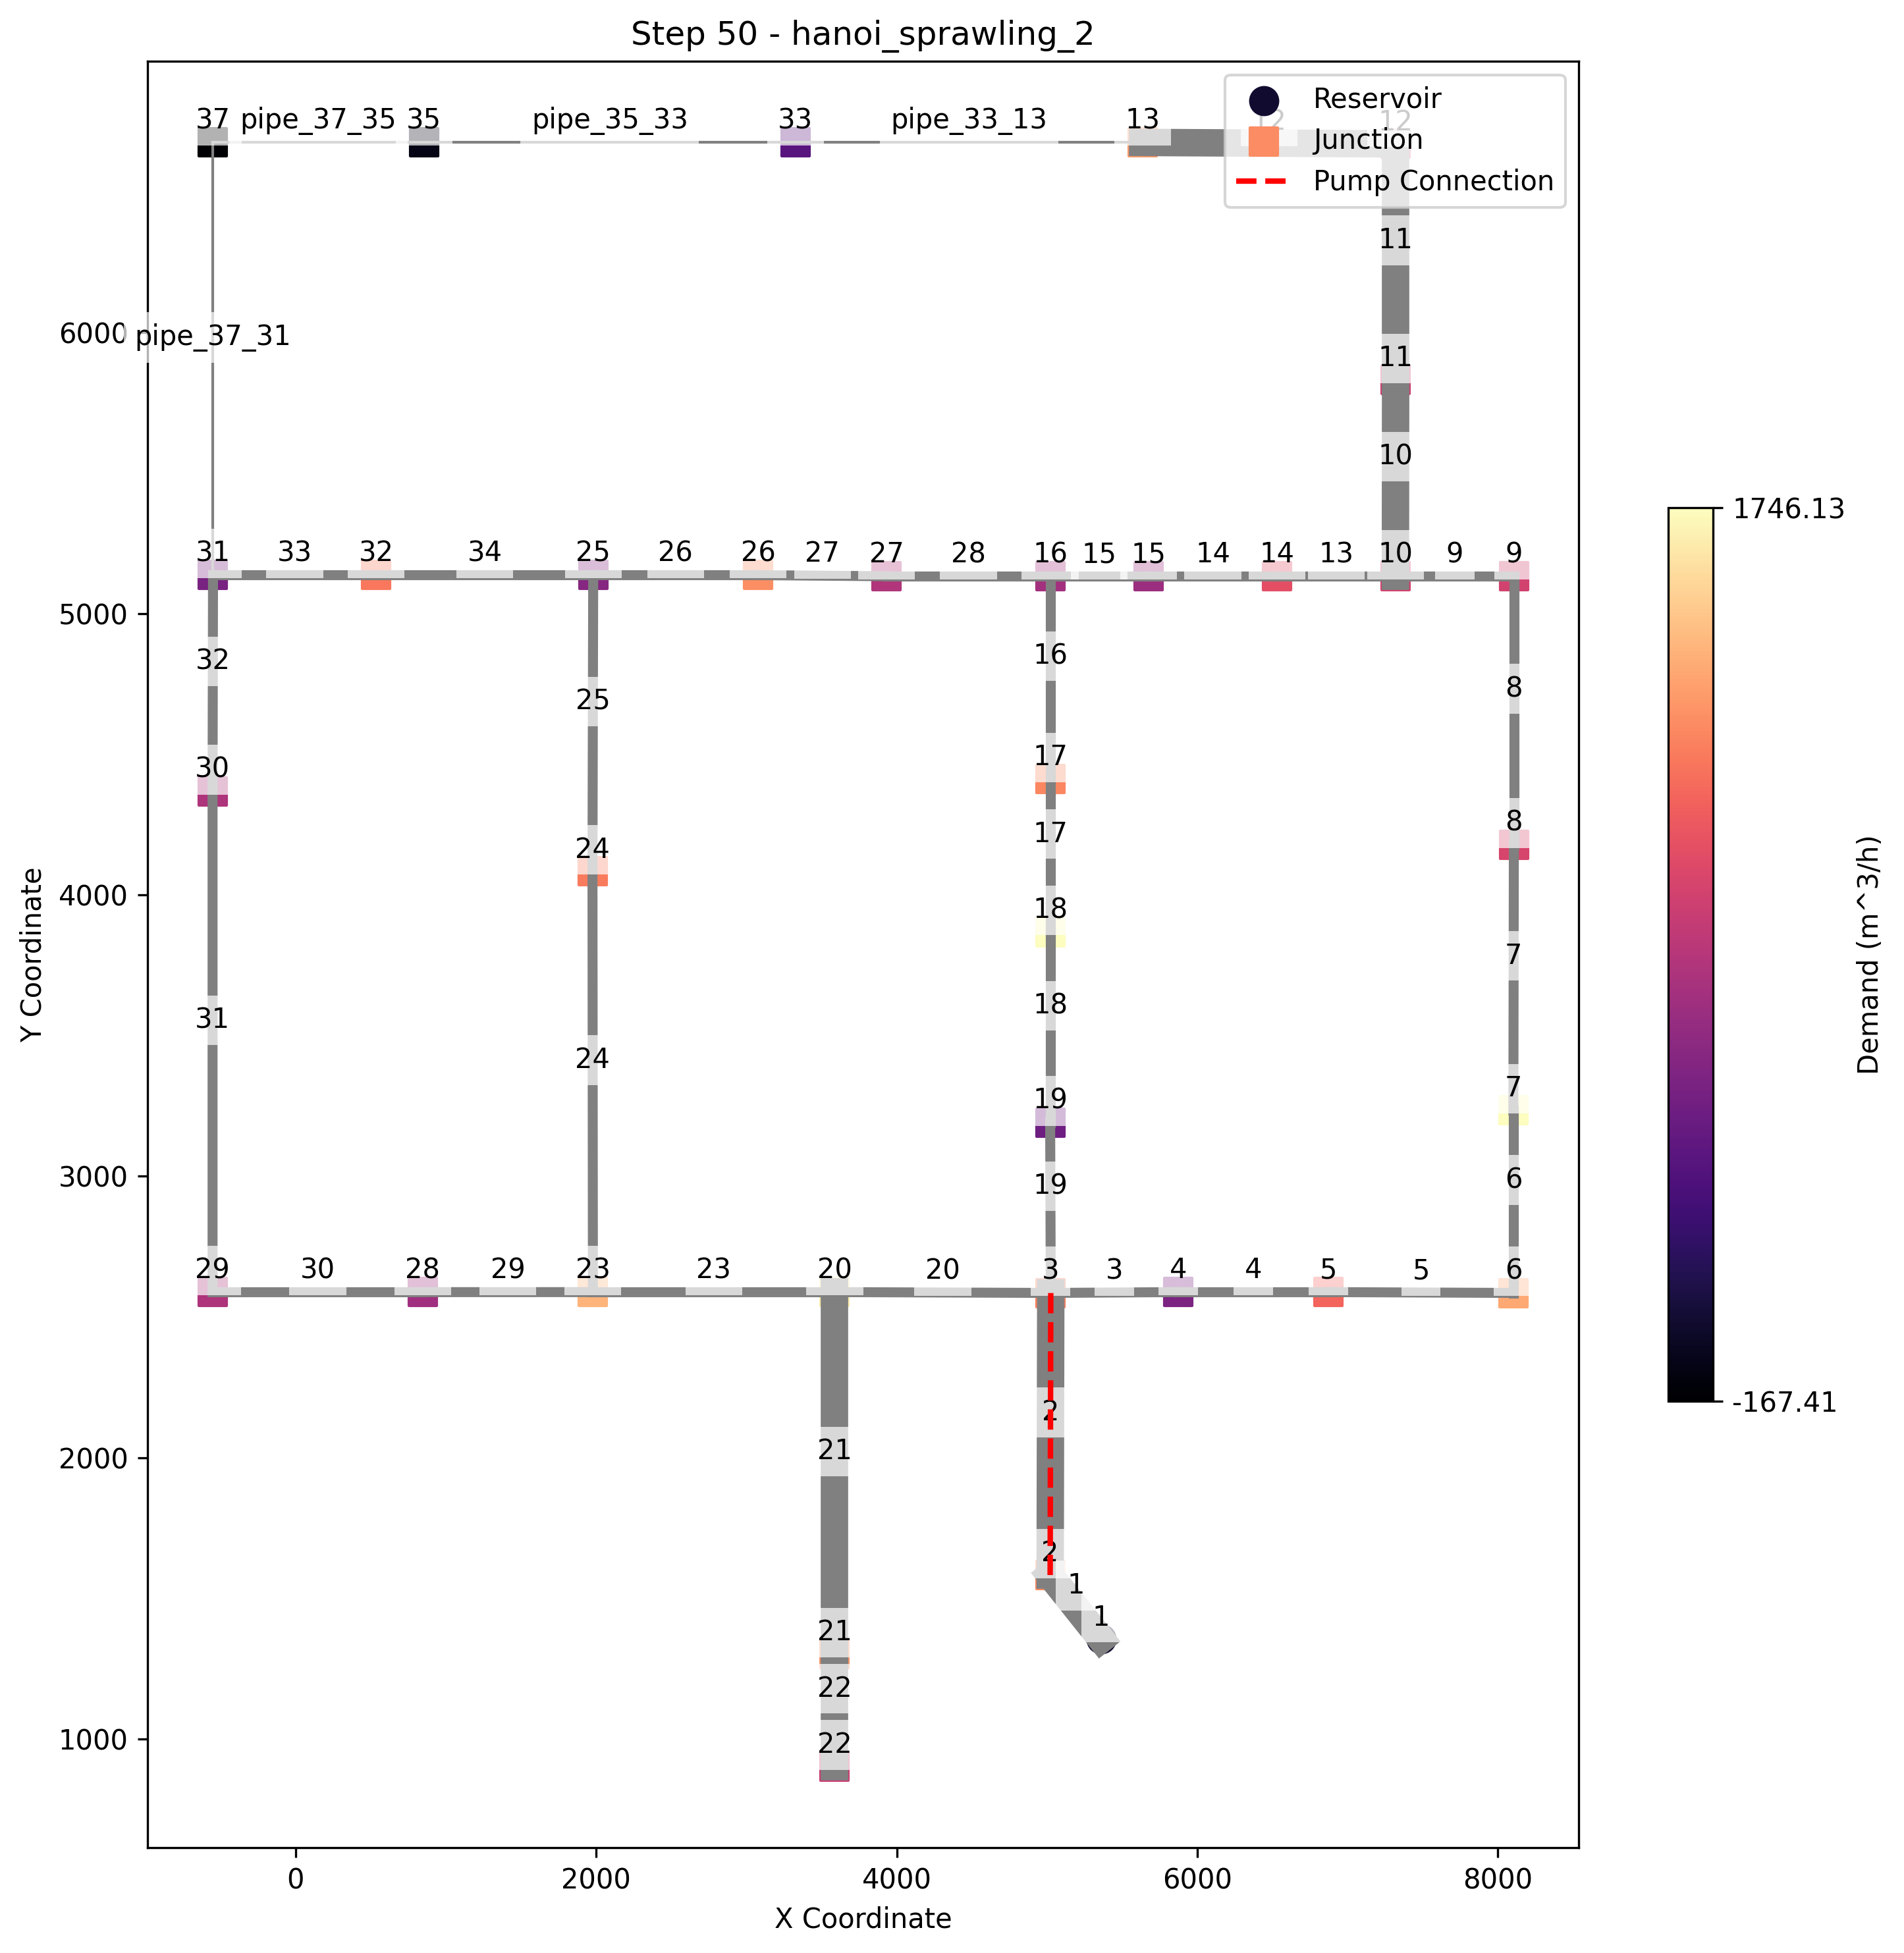 Step 50 - hanoi_sprawling_2
Reservoir
Junction
Pump Connection
37 pipe_37_35 35 pipe_35_33 33 pipe_33_13 13 12 12
11
pipe_37_31
11
10
31 33 32 34 25 26 26 27 27 28 16 15 15 14 14 13 10 9 9
32 25 16 8
30 17
24 17 8
18
31 24 18 7
19 7
19 6
29 30 28 29 23 23 20 20 3 3 4 4 5 5 6
21 2
21 2
1
1
22
22
6000
5000
4000
3000
2000
1000
Y Coordinate
0 2000 4000 6000 8000
X Coordinate
1746.13
-167.41
Demand (m^3/h)